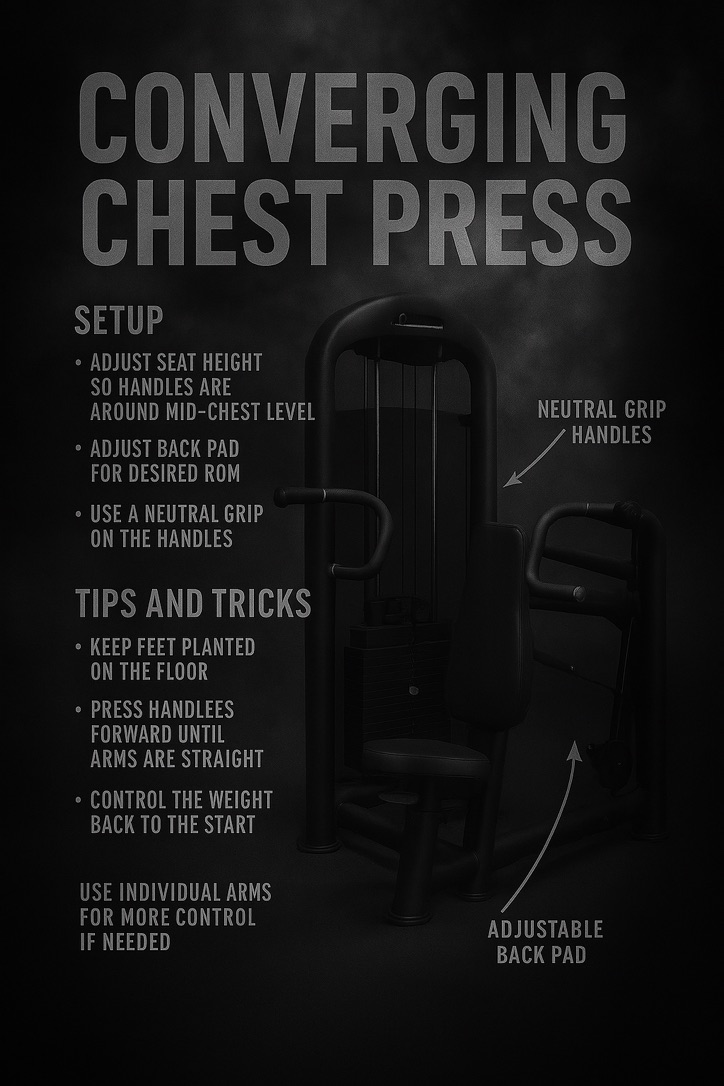 CONVERGING
CHEST PRESS
SETUP
• ADJUST SEAT HEIGHT
SO HANDLES ARE
AROUND MID-CHEST LEVEL
• ADJUST BACK PAD
FOR DESIRED ROM
• USE A NEUTRAL GRIP
ON THE HANDLES
TIPS AND TRICKS
• KEEP FEET PLANTED
ON THE FLOOR
• PRESS HANDLEES
FORWARD UNTIL
ARMS ARE STRAIGHT
• CONTROL THE WEIGHT
BACK TO THE START
USE INDIVIDUAL ARMS
FOR MORE CONTROL
IF NEEDED
NEUTRAL GRIP
HANDLES
ADJUSTABLE
BACK PAD